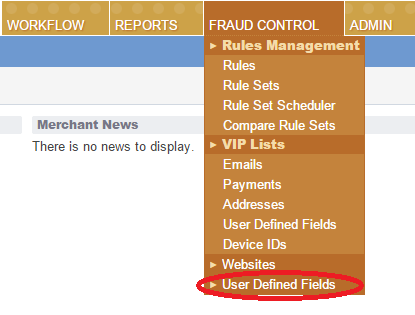 WORKFLOW REPORTS FRAUD CONTROL ADMIN
Rules Management
Rules
Rule Sets
Rule Set Scheduler
Compare Rule Sets
VIP Lists
Emails
Payments
Addresses
User Defined Fields
Device IDs
Websites
User Defined Fields
Merchant News
There is no news to display.